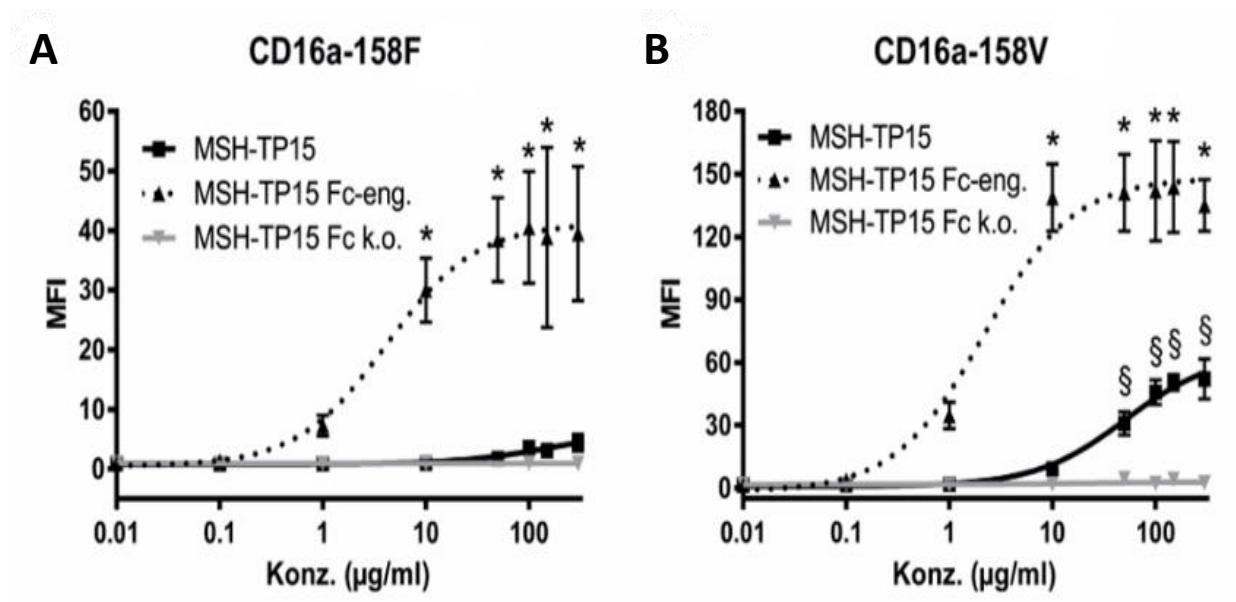 A
CD16a-158F
MFI
60
50
40
30
20
10
0
MSH-TP15
MSH-TP15 Fc-eng.
MSH-TP15 Fc k.o.
*
*
*
*
*
0.01 0.1 1 10 100
Konz. (µg/ml)
B
CD16a-158V
MFI
180
150
120
90
60
30
0
MSH-TP15
MSH-TP15 Fc-eng.
MSH-TP15 Fc k.o.
*
*
*
*
*
§
§
§
§
0.01 0.1 1 10 100
Konz. (µg/ml)